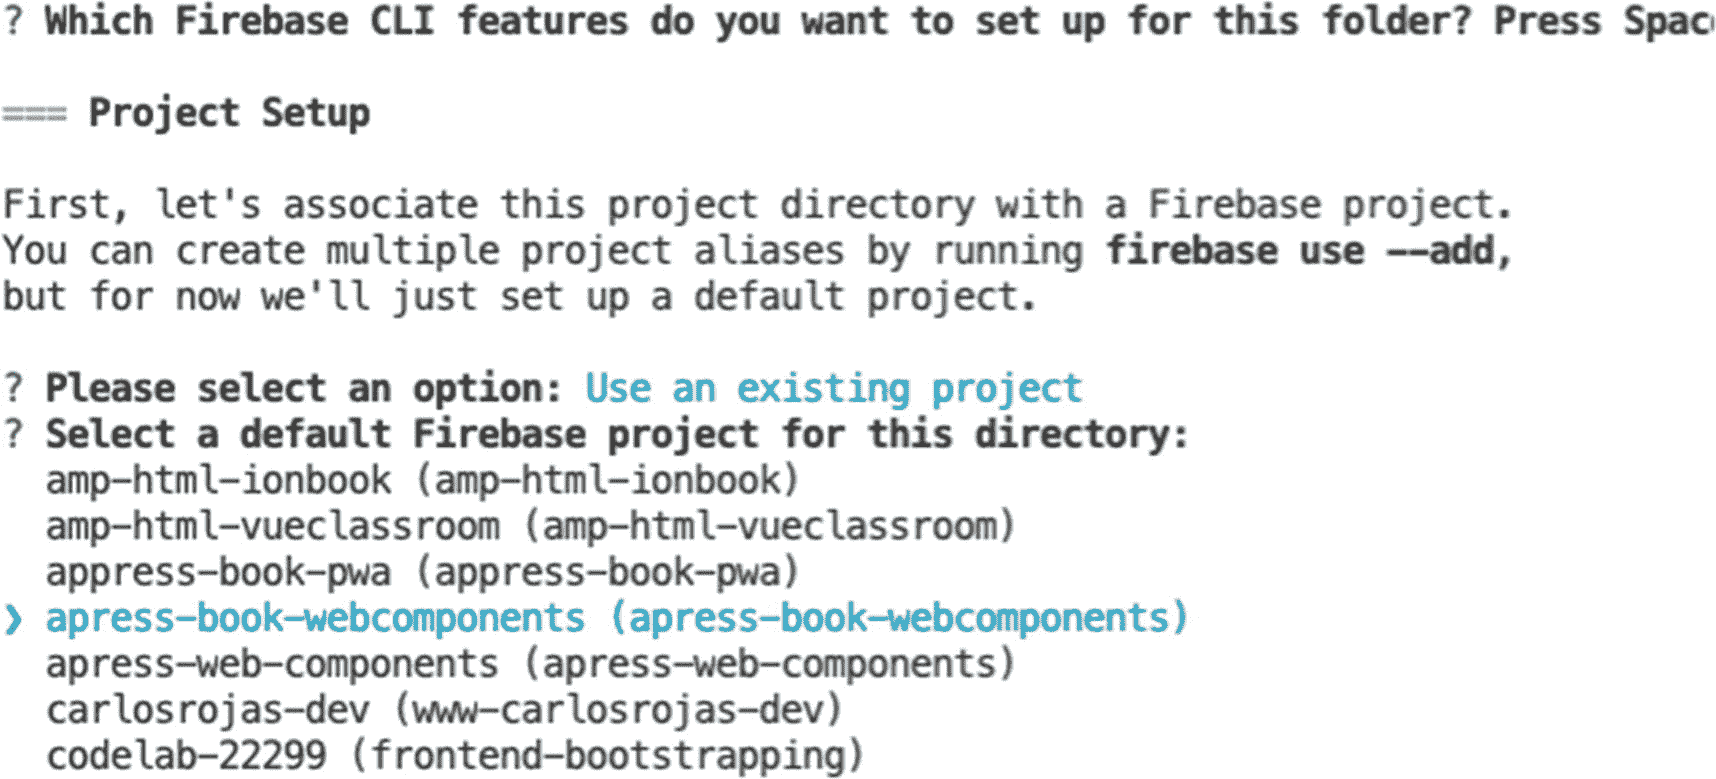 ? Which Firebase CLI features do you want to set up for this folder? Press
=== Project Setup
First, let's associate this project directory with a Firebase project.
You can create multiple project aliases by running firebase use --add,
but for now we'll just set up a default project.
? Please select an option: Use an existing project
? Select a default Firebase project for this directory:
amp-html-ionbook (amp-html-ionbook)
amp-html-vueclassroom (amp-html-vueclassroom)
appress-book-pwa (appress-book-pwa)
❯ apress-book-webcomponents (apress-book-webcomponents)
apress-web-components (apress-web-components)
carlosrojas-dev (www-carlosrojas-dev)
codelab-22299 (frontend-bootstrapping)